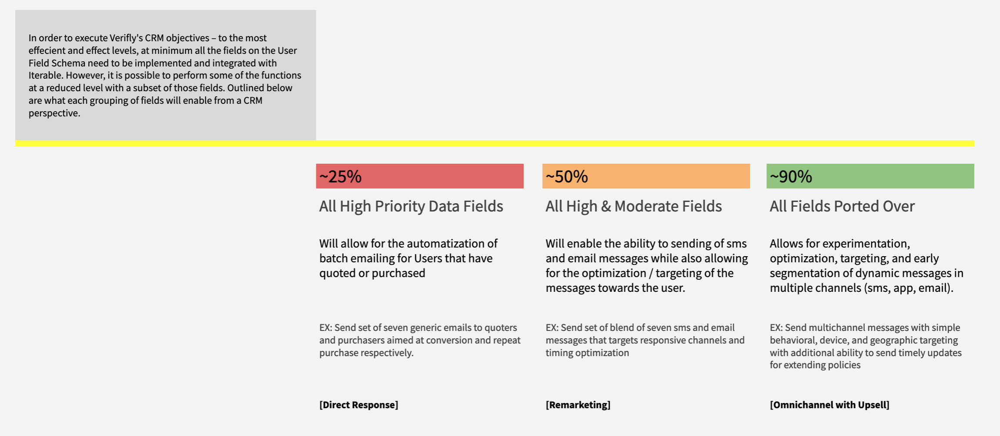 In order to execute Verifly's CRM objectives – to the most
effecient and effect levels, at minimum all the fields on the User
Field Schema need to be implemented and integrated with
Iterable. However, it is possible to perform some of the functions
at a reduced level with a subset of those fields. Outlined below
are what each grouping of fields will enable from a CRM
perspective.
~25%
All High Priority Data Fields
Will allow for the automatization of
batch emailing for Users that have
quoted or purchased
EX: Send set of seven generic emails to quoters
and purchasers aimed at conversion and repeat
purchase respectively.
[Direct Response]
~50%
All High & Moderate Fields
Will enable the ability to sending of sms
and email messages while also allowing
for the optimization / targeting of the
messages towards the user.
EX: Send set of blend of seven sms and email
messages that targets responsive channels and
timing optimization
[Remarketing]
~90%
All Fields Ported Over
Allows for experimentation,
optimization, targeting, and early
segmentation of dynamic messages in
multiple channels (sms, app, email).
EX: Send multichannel messages with simple
behavioral, device, and geographic targeting
with additional ability to send timely updates
for extending policies
[Omnichannel with Upsell]